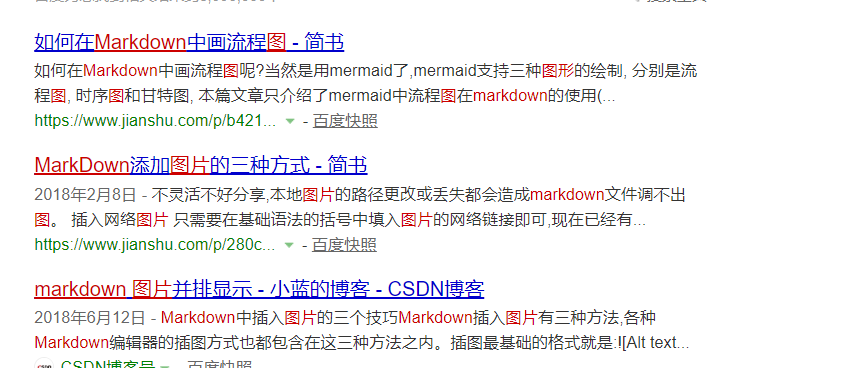 如何在Markdown中画流程图 - 简书
如何在Markdown中画流程图呢?当然是用mermaid了,mermaid支持三种图形的绘制, 分别是流
程图, 时序图和甘特图, 本篇文章只介绍了mermaid中流程图在markdown的使用(...
https://www.jianshu.com/p/b421... - 百度快照
MarkDown添加图片的三种方式 - 简书
2018年2月8日 - 不灵活不好分享,本地图片的路径更改或丢失都会造成markdown文件调不出
图。 插入网络图片 只需要在基础语法的括号中填入图片的网络链接即可,现在已经有...
https://www.jianshu.com/p/280c... - 百度快照
markdown 图片并排显示 - 小蓝的博客 - CSDN博客
2018年6月12日 - Markdown中插入图片的三个技巧Markdown插入图片有三种方法,各种
Markdown编辑器的插图方式也都包含在这三种方法之内。插图最基础的格式就是:![Alt text...
CSDN博客号 - 百度快照